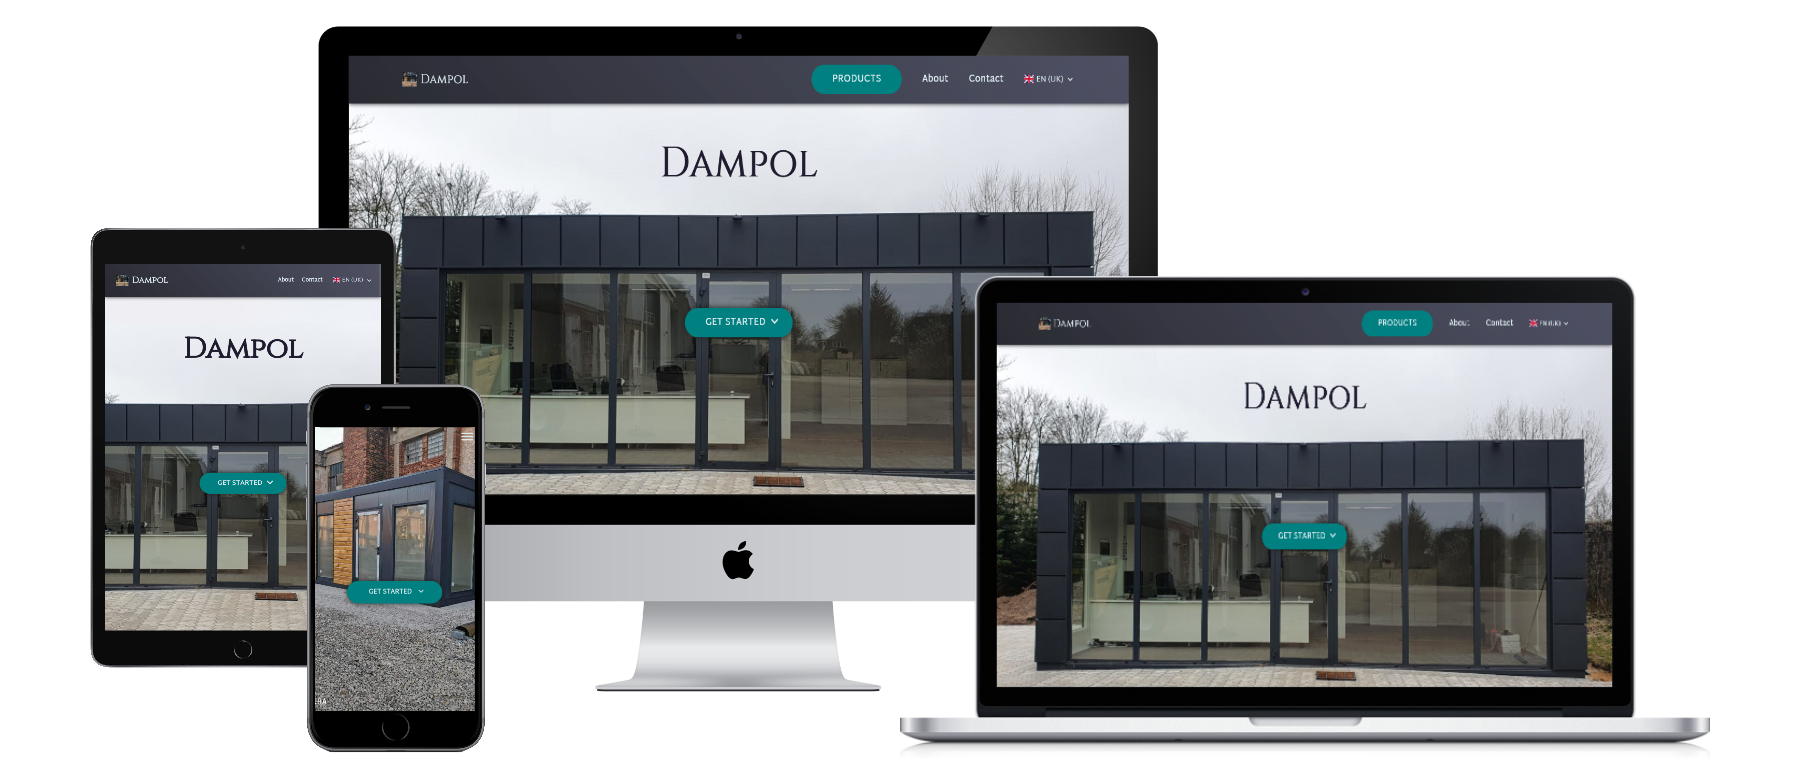 DAMPOL
PRODUCTS
About
Contact
EN (UK)
DAMPOL
GET STARTED
DAMPOL
About
Contact
EN (UK)
DAMPOL
GET STARTED
GET STARTED
DAMPOL
PRODUCTS
About
Contact
EN (UK)
DAMPOL
GET STARTED